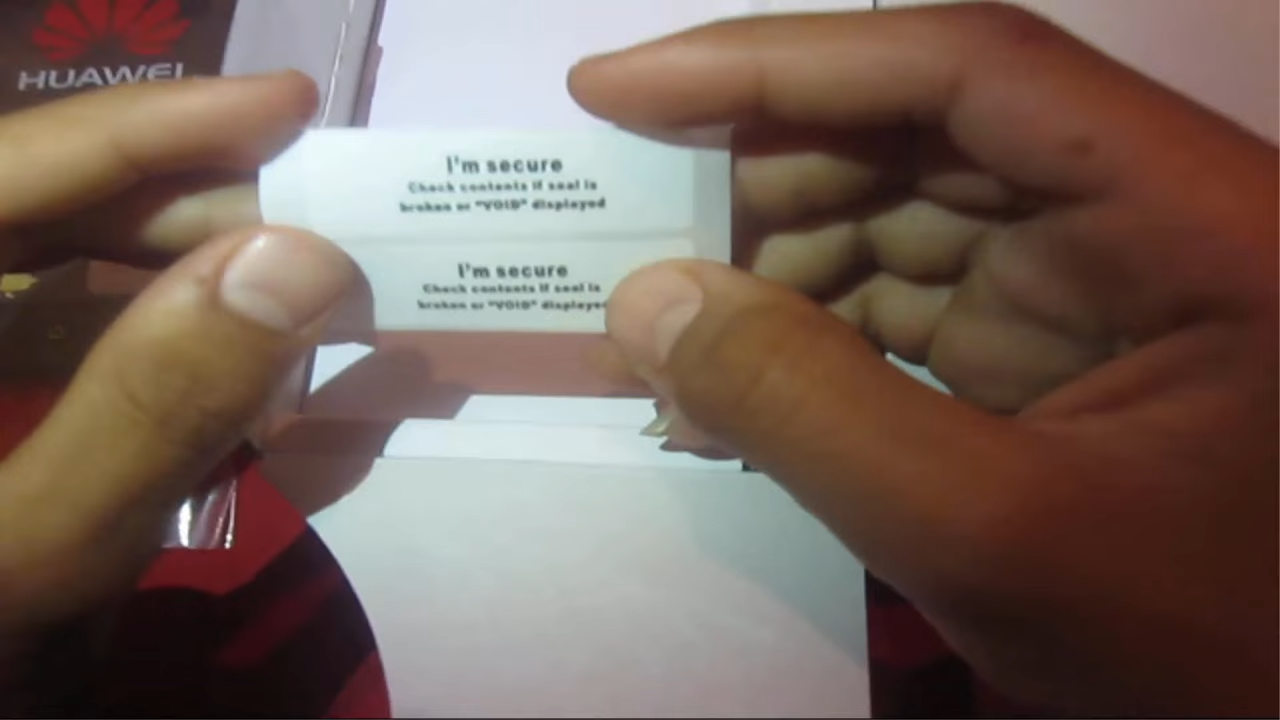 HUAWEI
I'm secure
Check contents if seal is
broken or "VOID" displayed
I'm secure
Check contents if seal is
broken or "VOID" displayed